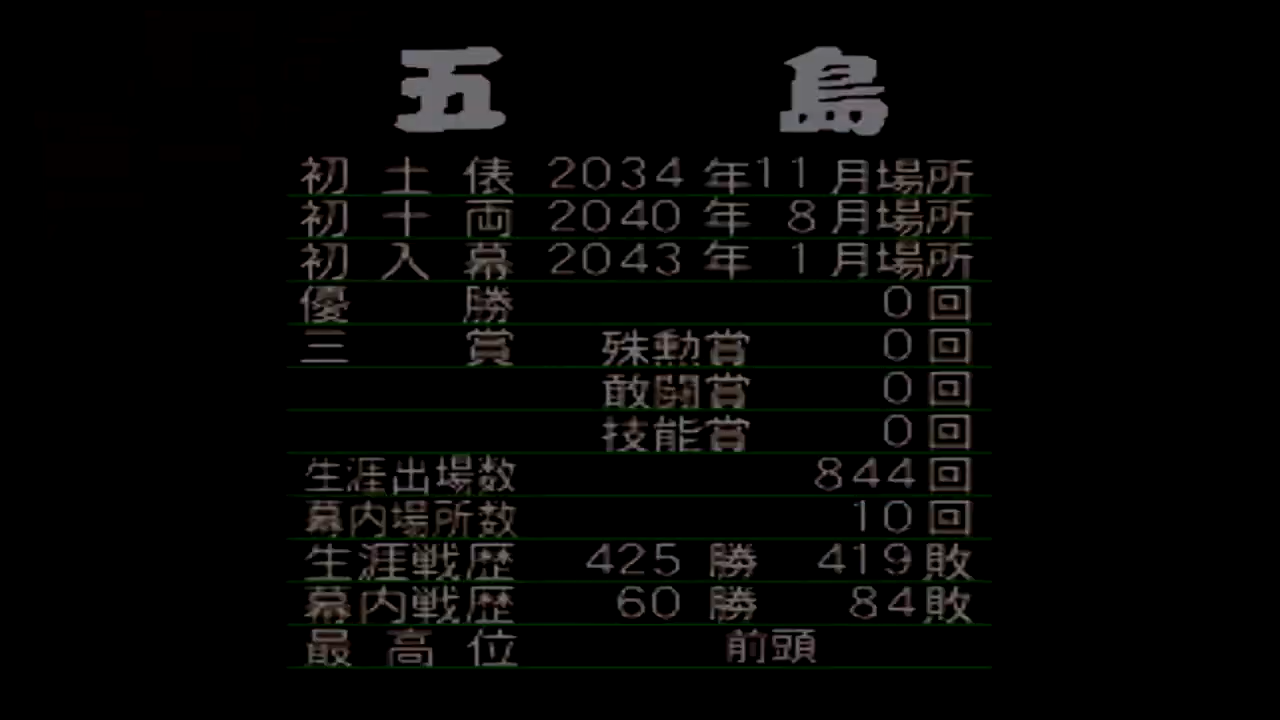 五島
初土俵 2034年11月場所
初十両 2040年 8月場所
初入幕 2043年 1月場所
優勝 0回
三賞 殊勲賞 0回
敢闘賞 0回
技能賞 0回
生涯出場数 844回
幕内場所数 10回
生涯戦歴 425勝 419敗
幕内戦歴 60勝 84敗
最高位 前頭